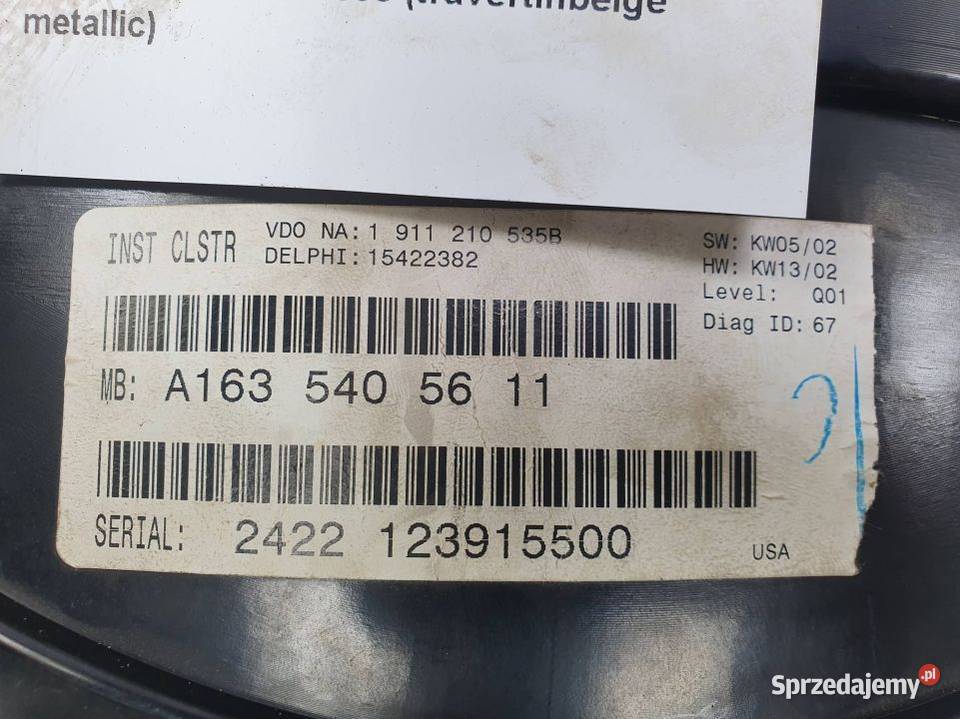 (travertinbeige
metallic)
INST CLSTR
VDO NA: 1 911 210 535B
DELPHI: 15422382
SW: KW05/02
HW: KW13/02
Level: Q01
Diag ID: 67
MB: A163 540 56 11
SERIAL: 2422 123915500
USA
Sprzedajemy.pl